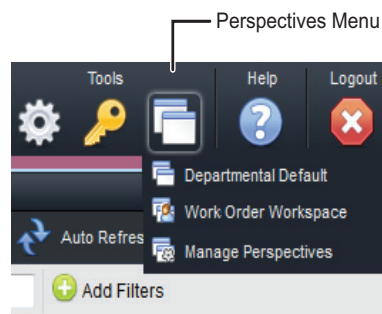 Perspectives Menu
Tools Help Logout
Departmental Default
Work Order Workspace
Auto Refres
Manage Perspectives
Add Filters